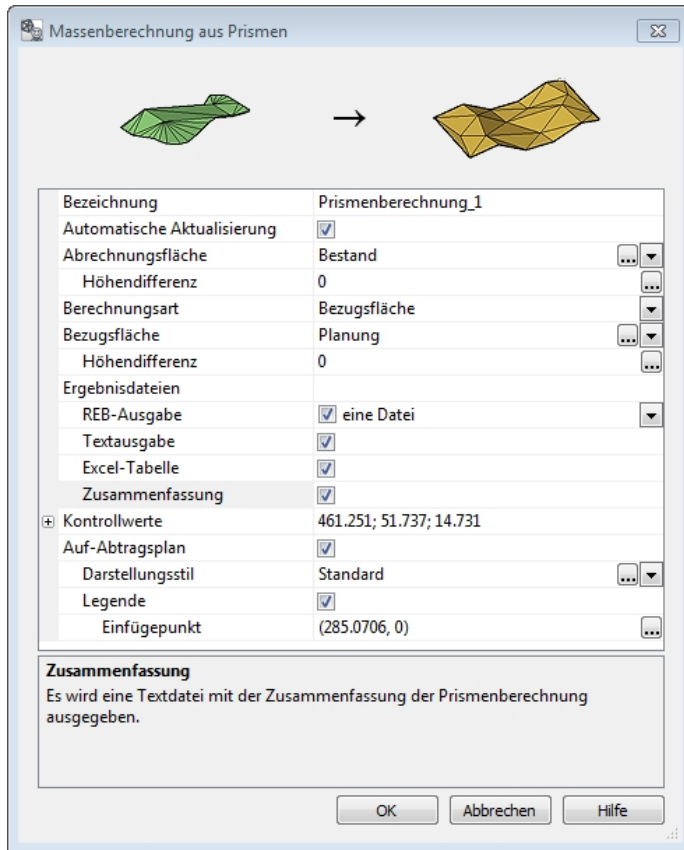 Massenberechnung aus Prismen
Bezeichnung Prismenberechnung_1
Automatische Aktualisierung
Abrechnungsfläche Bestand ...
Höhendifferenz 0 ...
Berechnungsart Bezugsfläche
Bezugsfläche Planung ...
Höhendifferenz 0 ...
Ergebnisdateien
REB-Ausgabe eine Datei
Textausgabe
Excel-Tabelle
Zusammenfassung
Kontrollwerte 461.251; 51.737; 14.731
Auf-Abtragsplan
Darstellungsstil Standard ...
Legende
Einfügepunkt (285.0706, 0) ...
Zusammenfassung
Es wird eine Textdatei mit der Zusammenfassung der Prismenberechnung
ausgegeben.
OK Abbrechen Hilfe